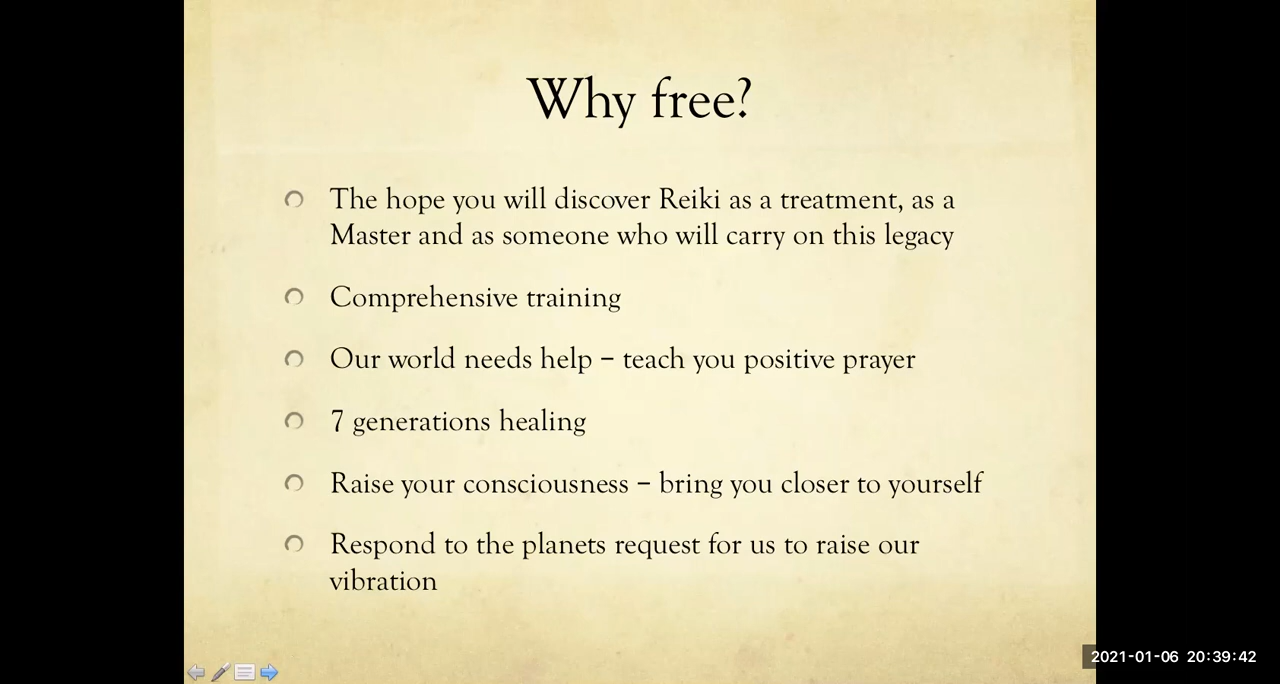 Why free?
The hope you will discover Reiki as a treatment, as a
Master and as someone who will carry on this legacy
Comprehensive training
Our world needs help – teach you positive prayer
7 generations healing
Raise your consciousness – bring you closer to yourself
Respond to the planets request for us to raise our
vibration
2021-01-06 20:39:42